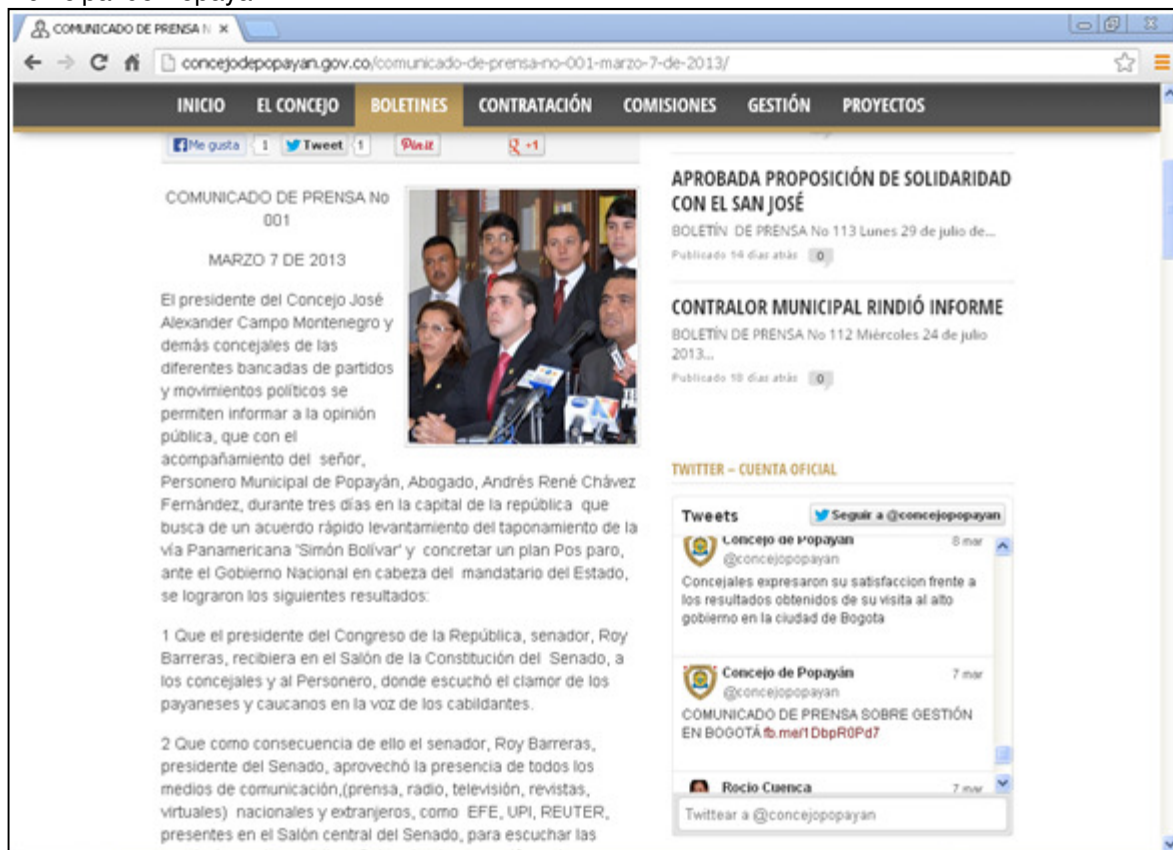 COMUNICADO DE PRENSA N
concejodepopayan.gov.co/comunicado-de-prensa-no-001-marzo-7-de-2013/
INICIO EL CONCEJO BOLETINES CONTRATACIÓN COMISIONES GESTIÓN PROYECTOS
Me gusta 1 Tweet 1 Pin it +1
COMUNICADO DE PRENSA No
001
MARZO 7 DE 2013
El presidente del Concejo José
Alexander Campo Montenegro y
demás concejales de las
diferentes bancadas de partidos
y movimientos políticos se
permiten informar a la opinión
pública, que con el
acompañamiento del señor,
Personero Municipal de Popayán, Abogado, Andrés René Chávez
Fernández, durante tres días en la capital de la república que
busca de un acuerdo rápido levantamiento del taponamiento de la
vía Panamericana 'Simón Bolívar' y concretar un plan Pos paro,
ante el Gobierno Nacional en cabeza del mandatario del Estado,
se lograron los siguientes resultados:
1 Que el presidente del Congreso de la República, senador, Roy
Barreras, recibiera en el Salón de la Constitución del Senado, a
los concejales y al Personero, donde escuchó el clamor de los
payaneses y caucanos en la voz de los cabildantes.
2 Que como consecuencia de ello el senador, Roy Barreras,
presidente del Senado, aprovechó la presencia de todos los
medios de comunicación,(prensa, radio, televisión, revistas,
virtuales) nacionales y extranjeros, como EFE, UPI, REUTER,
presentes en el Salón central del Senado, para escuchar las
APROBADA PROPOSICIÓN DE SOLIDARIDAD
CON EL SAN JOSÉ
BOLETÍN DE PRENSA No 113 Lunes 29 de julio de...
Publicado 14 días atrás 0
CONTRALOR MUNICIPAL RINDIÓ INFORME
BOLETÍN DE PRENSA No 112 Miércoles 24 de julio
2013...
Publicado 18 días atrás 0
TWITTER – CUENTA OFICIAL
Tweets Seguir a @concejopopayan
Concejo de Popayán 8 mar
@concejopopayan
Concejales expresaron su satisfaccion frente a
los resultados obtenidos de su visita al alto
gobierno en la ciudad de Bogota
Concejo de Popayán 7 mar
@concejopopayan
COMUNICADO DE PRENSA SOBRE GESTIÓN
EN BOGOTÁ fb.me/1DbpR0Pd7
Rocio Cuenca 7 mar
Twittear a @concejopopayan